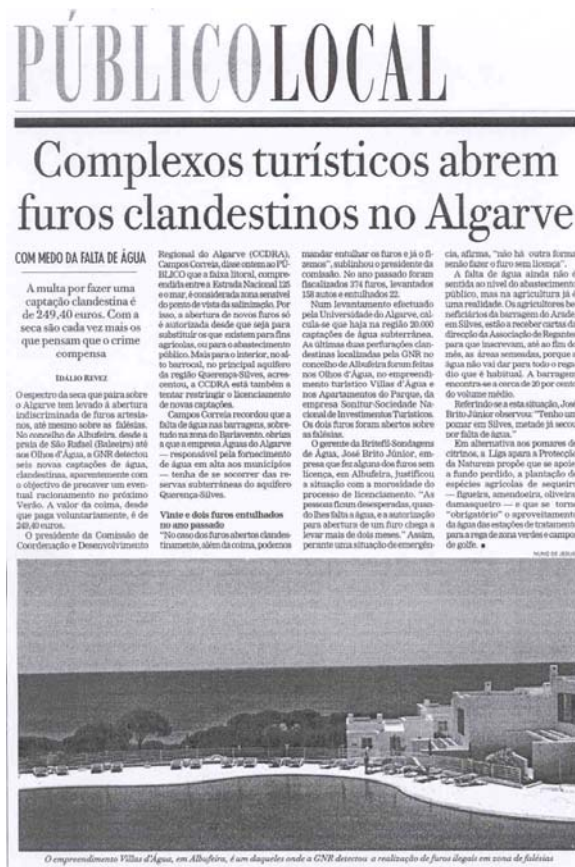 PÚBLICOLOCAL
Complexos turísticos abrem
furos clandestinos no Algarve
COM MEDO DA FALTA DE ÁGUA
A multa por fazer uma
captação clandestina é
de 249,40 euros. Com a
seca são cada vez mais os
que pensam que o crime
compensa
IDÁLIO REVEZ
O espectro da seca que paira sobre
o Algarve tem levado à abertura
indiscriminada de furos artesia-
nos, até mesmo sobre as falésias.
No concelho de Albufeira, desde a
praia de São Rafael (Baleeira) até
aos Olhos d'Água, a GNR detectou
seis novas captações de água,
clandestinas, aparentemente com
o objectivo de precaver um even-
tual racionamento no próximo
Verão. A valor da coima, desde
que paga voluntariamente, é de
249,40 euros.
O presidente da Comissão de
Coordenação e Desenvolvimento
Regional do Algarve (CCDRA),
Campos Correia, disse ontem ao PÚ-
BLICO que a faixa litoral, compre-
endida entre a Estrada Nacional 125
e o mar, é considerada zona sensível
do ponto de vista da salinização. Por
isso, a abertura de novos furos só
é autorizada desde que seja para
substituir os que existem para fins
agrícolas, ou para o abastecimento
público. Mais para o interior, no al-
to barrocal, no principal aquífero
da região Querença-Silves, acres-
centou, a CCDRA está também a
tentar restringir o licenciamento
de novas captações.
Campos Correia recordou que a
falta de água nas barragens, sobre-
tudo na zona do Barlavento, obriga
a que a empresa Águas do Algarve
— responsável pela fornecimento
de água em alta aos municípios
— tenha de se socorrer das re-
servas subterrâneas do aquífero
Querença-Silves.
Vinte e dois furos entulhados
no ano passado
"No caso dos furos abertos clandes-
tinamente, além da coima, podemos
mandar entulhar os furos e já o fi-
zemos", sublinhou o presidente da
comissão. No ano passado foram
fiscalizados 374 furos, levantados
158 autos e entulhados 22.
Num levantamento efectuado
pela Universidade do Algarve, cal-
cula-se que haja na região 20.000
captações de água subterrânea.
As últimas duas perfurações clan-
destinas localizadas pela GNR no
concelho de Albufeira foram feitas
nos Olhos d'Água, no empreendi-
mento turístico Villas d'Água e
nos Apartamentos do Parque, da
empresa Sonitur-Sociedade Na-
cional de Investimentos Turísticos.
Os dois furos foram abertos sobre
as falésias.
O gerente da Britefil-Sondagens
de Água, José Brito Júnior, em-
presa que fez alguns dos furos sem
licença, em Albufeira, justificou
a situação com a morosidade do
processo de licenciamento. "As
pessoas ficam desesperadas, quan-
do lhes falta a água, e a autorização
para abertura de um furo chega a
levar mais de dois meses." Assim,
perante uma situação de emergên-
cia, afirma, "não há outra forma
senão fazer o furo sem licença".
A falta de água ainda não é
sentida ao nível do abastecimento
público, mas na agricultura já é
uma realidade. Os agricultores be-
neficiários da barragem do Arade,
em Silves, estão a receber cartas da
direcção da Associação de Regantes
para que inscrevam, até ao fim do
mês, as áreas semeadas, porque a
água não vai dar para todo o rega-
dio que é habitual. A barragem
encontra-se a cerca de 20 por cento
do volume médio.
Referindo-se a esta situação, José
Brito Júnior observou: "Tenho um
pomar em Silves, metade já secou
por falta de água."
Em alternativa aos pomares de
citrinos, a Liga para a Protecção
da Natureza propõe que se apoie,
a fundo perdido, a plantação de
espécies agrícolas de sequeiro
— figueira, amendoeira, oliveira,
damasqueiro — e que se torne
"obrigatório" o aproveitamento
da água das estações de tratamento
para a rega de zona verdes e campos
de golfe. ■
NUNO DE JESUS
O empreendimento Villas d'Água, em Albufeira, é um daqueles onde a GNR detectou a realização de furos ilegais em zona de falésias